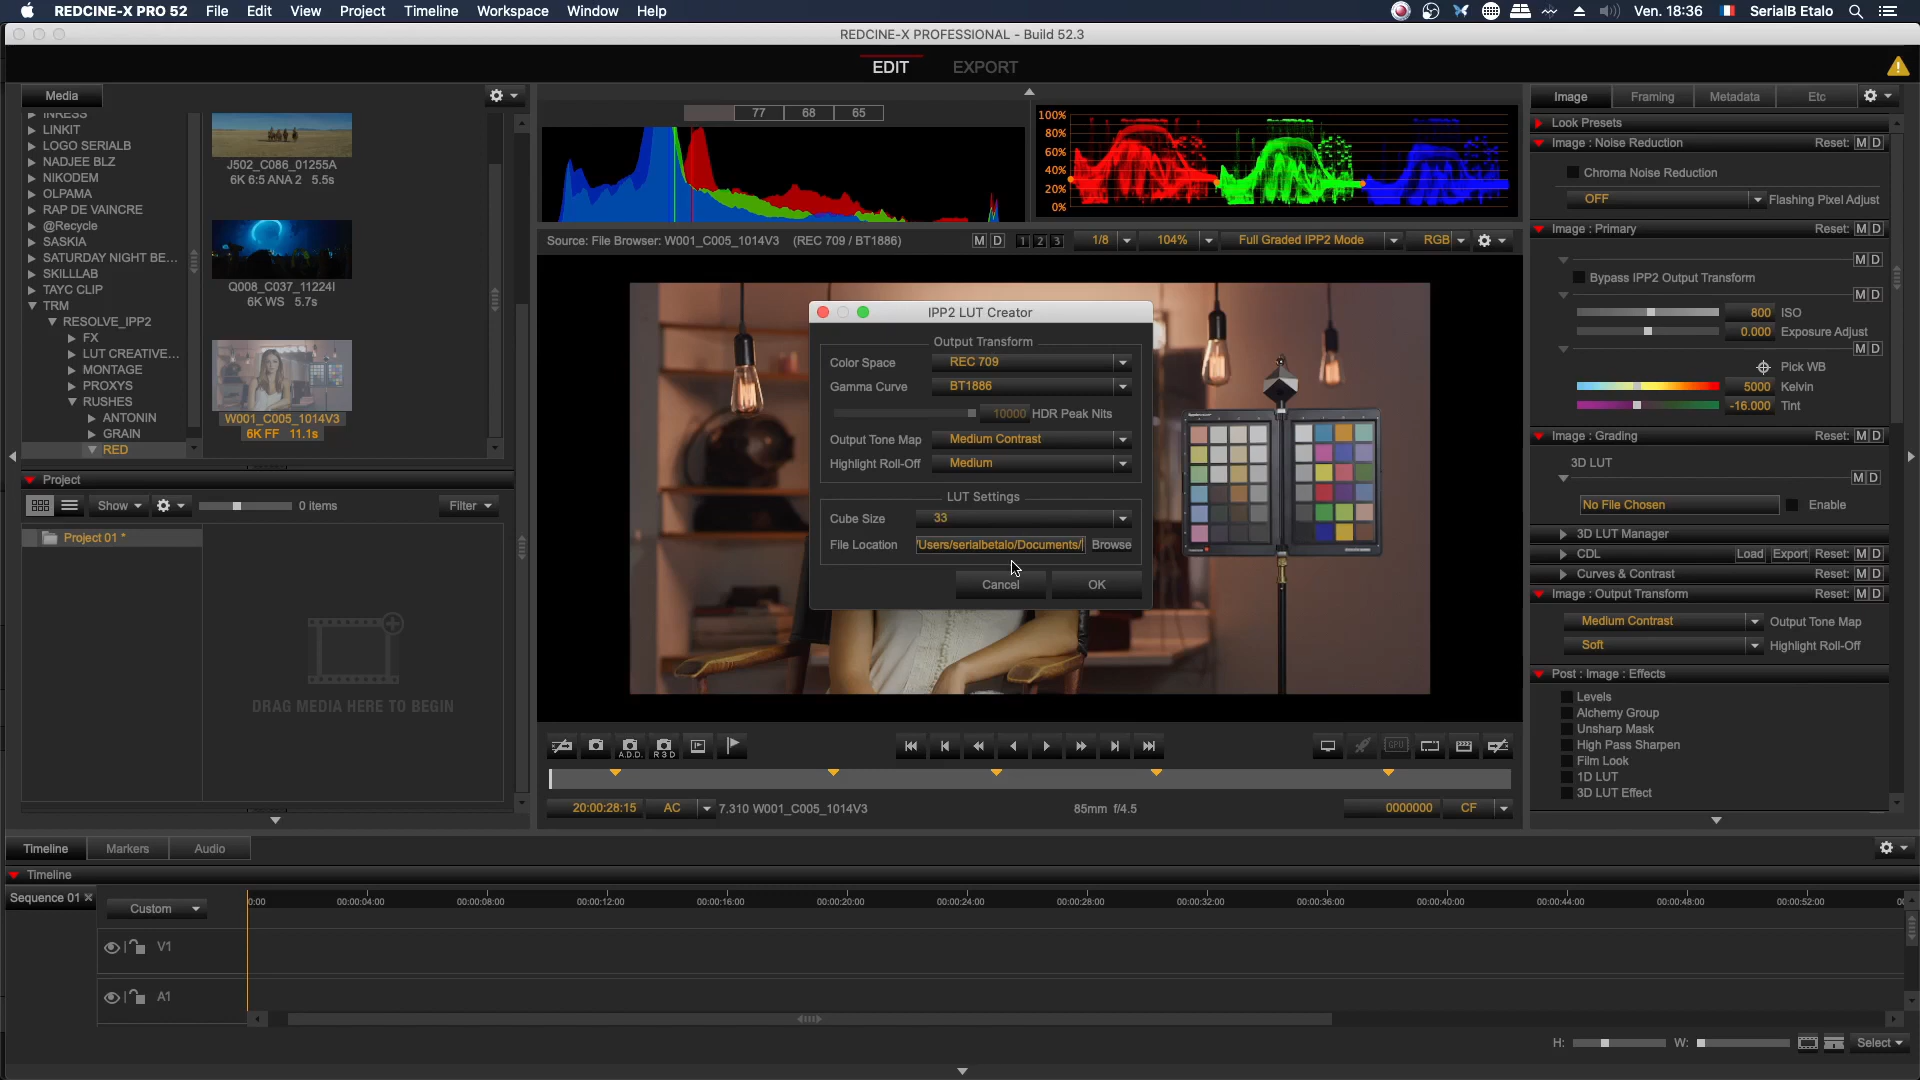 REDCINE-X PRO 52 File Edit View Project Timeline Workspace Window Help Ven. 18:36 SerialB Etalo
REDCINE-X PROFESSIONAL - Build 52.3
EDIT EXPORT
Media
INRESS
LINKIT
LOGO SERIALB
NADJEE BLZ
NIKODEM
OLPAMA
RAP DE VAINCRE
@Recycle
SASKIA
SATURDAY NIGHT BE...
SKILLLAB
TAYC CLIP
TRM
RESOLVE_IPP2
FX
LUT CREATIVE...
MONTAGE
PROXYS
RUSHES
ANTONIN
GRAIN
RED
J502_C086_01255A
6K 6:5 ANA 2 5.5s
Q008_C037_11224I
6K WS 5.7s
W001_C005_1014V3
6K FF 11.1s
77 68 65
100%
80%
60%
40%
20%
0%
Source: File Browser: W001_C005_1014V3 (REC 709 / BT1886) M D 1 2 3 1/8 104% Full Graded IPP2 Mode RGB
IPP2 LUT Creator
Output Transform
Color Space REC 709
Gamma Curve BT1886
10000 HDR Peak Nits
Output Tone Map Medium Contrast
Highlight Roll-Off Medium
LUT Settings
Cube Size 33
File Location 'Users/serialbetalo/Documents/ Browse
Cancel OK
A.D.D. R3D GPU
20:00:28:15 AC 7.310 W001_C005_1014V3 85mm f/4.5 0000000 CF
Image Framing Metadata Etc
Look Presets
Image : Noise Reduction Reset: M D
Chroma Noise Reduction
OFF Flashing Pixel Adjust
Image : Primary Reset: M D
M D
Bypass IPP2 Output Transform
M D
800 ISO
0.000 Exposure Adjust
M D
Pick WB
5000 Kelvin
-16.000 Tint
Image : Grading Reset: M D
3D LUT
M D
No File Chosen Enable
3D LUT Manager
CDL Load Export Reset: M D
Curves & Contrast Reset: M D
Image : Output Transform Reset: M D
Medium Contrast Output Tone Map
Soft Highlight Roll-Off
Post : Image : Effects
Levels
Alchemy Group
Unsharp Mask
High Pass Sharpen
Film Look
1D LUT
3D LUT Effect
Project
Show 0 items Filter
Project 01 *
DRAG MEDIA HERE TO BEGIN
Timeline Markers Audio
Timeline
Sequence 01
Custom
0:00 00:00:04:00 00:00:08:00 00:00:12:00 00:00:16:00 00:00:20:00 00:00:24:00 00:00:28:00 00:00:32:00 00:00:36:00 00:00:40:00 00:00:44:00 00:00:48:00 00:00:52:00
V1
A1
H: W: Select